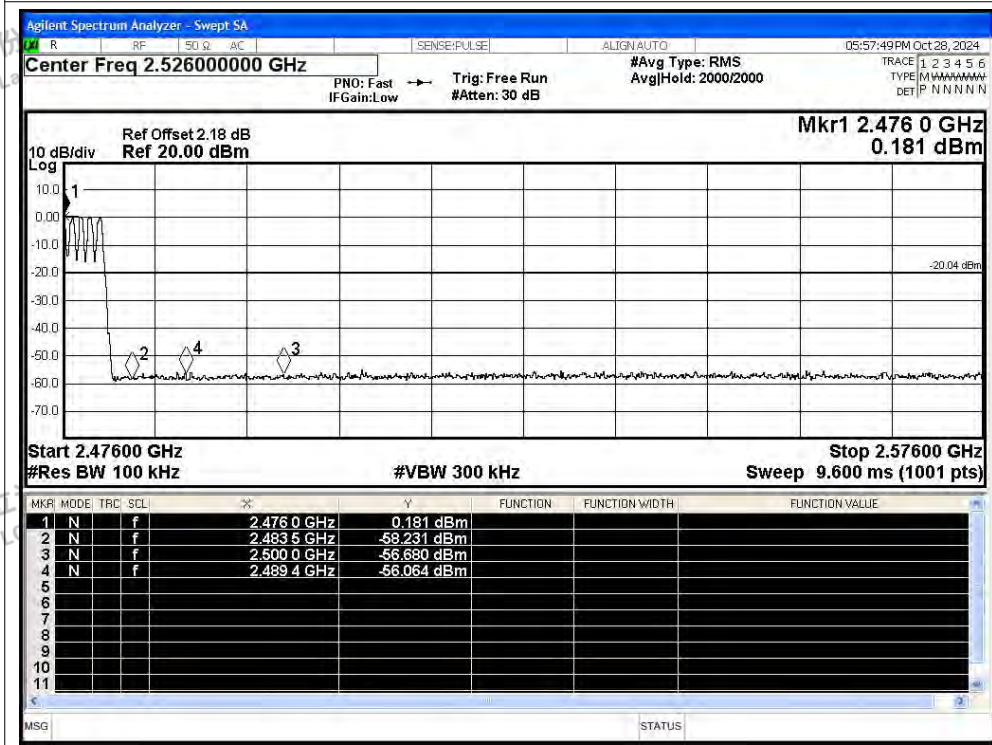 Agilent Spectrum Analyzer - Swept SA
R RF 50 Ω AC SENSE:PULSE ALIGN AUTO 05:57:49 PM Oct 28, 2024
Center Freq 2.526000000 GHz
PNO: Fast
IFGain:Low
Trig: Free Run
#Atten: 30 dB
#Avg Type: RMS
Avg|Hold: 2000/2000
TRACE 1 2 3 4 5 6
TYPE M
DET P N N N N N
Mkr1 2.476 0 GHz
0.181 dBm
Ref Offset 2.18 dB
10 dB/div Ref 20.00 dBm
Log
10.0
0.00
-10.0
-20.0
-30.0
-40.0
-50.0
-60.0
-70.0
1
2
4
3
-20.04 dBm
Start 2.47600 GHz Stop 2.57600 GHz
#Res BW 100 kHz #VBW 300 kHz Sweep 9.600 ms (1001 pts)
MKR MODE TRC SCL X Y FUNCTION FUNCTION WIDTH FUNCTION VALUE
1 N f 2.476 0 GHz 0.181 dBm
2 N f 2.483 5 GHz -58.231 dBm
3 N f 2.500 0 GHz -56.680 dBm
4 N f 2.489 4 GHz -56.064 dBm
5
6
7
8
9
10
11
MSG STATUS